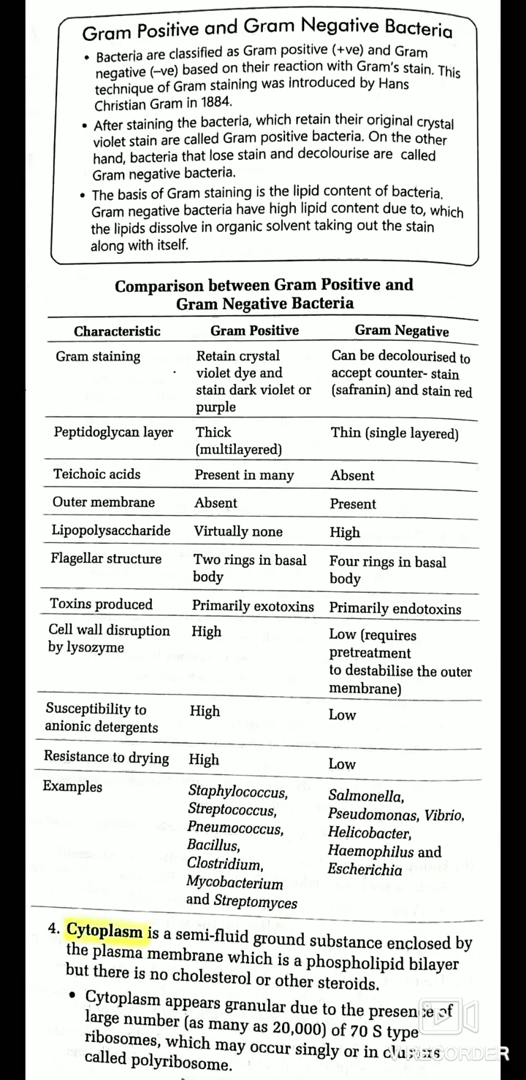 Gram Positive and Gram Negative Bacteria
• Bacteria are classified as Gram positive (+ve) and Gram
negative (–ve) based on their reaction with Gram's stain. This
technique of Gram staining was introduced by Hans
Christian Gram in 1884.
• After staining the bacteria, which retain their original crystal
violet stain are called Gram positive bacteria. On the other
hand, bacteria that lose stain and decolourise are called
Gram negative bacteria.
• The basis of Gram staining is the lipid content of bacteria.
Gram negative bacteria have high lipid content due to, which
the lipids dissolve in organic solvent taking out the stain
along with itself.
Comparison between Gram Positive and
Gram Negative Bacteria
Characteristic Gram Positive Gram Negative
Gram staining Retain crystal Can be decolourised to
violet dye and accept counter- stain
stain dark violet or (safranin) and stain red
purple
Peptidoglycan layer Thick Thin (single layered)
(multilayered)
Teichoic acids Present in many Absent
Outer membrane Absent Present
Lipopolysaccharide Virtually none High
Flagellar structure Two rings in basal Four rings in basal
body body
Toxins produced Primarily exotoxins Primarily endotoxins
Cell wall disruption High Low (requires
by lysozyme pretreatment
to destabilise the outer
membrane)
Susceptibility to High Low
anionic detergents
Resistance to drying High Low
Examples Staphylococcus, Salmonella,
Streptococcus, Pseudomonas, Vibrio,
Pneumococcus, Helicobacter,
Bacillus, Haemophilus and
Clostridium, Escherichia
Mycobacterium
and Streptomyces
4. Cytoplasm is a semi-fluid ground substance enclosed by
the plasma membrane which is a phospholipid bilayer
but there is no cholesterol or other steroids.
• Cytoplasm appears granular due to the presence of
large number (as many as 20,000) of 70 S type
ribosomes, which may occur singly or in clusters
called polyribosome.